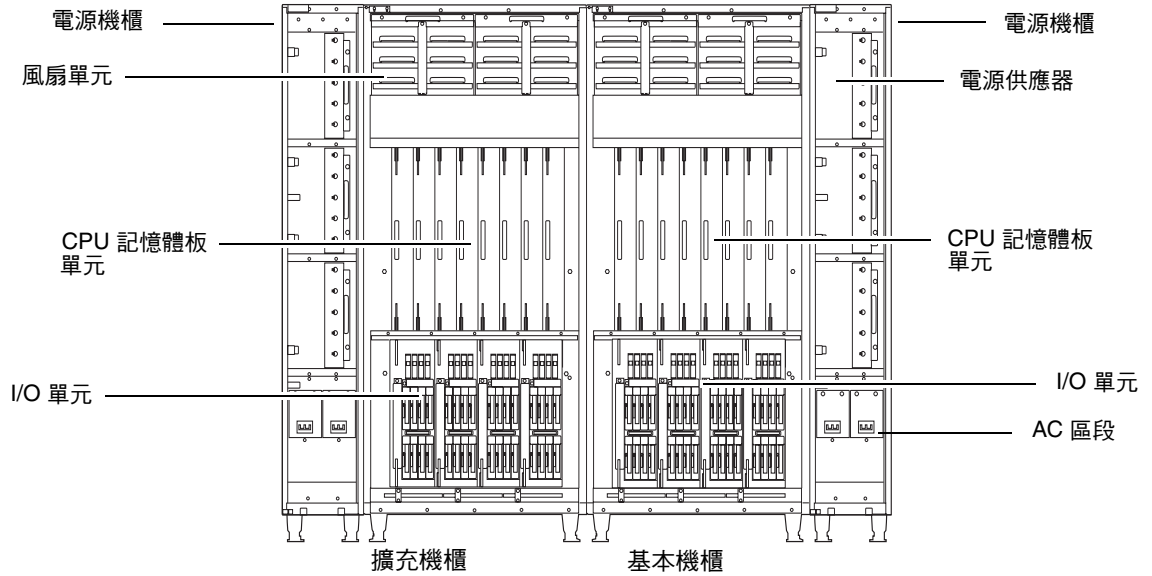 電源機櫃
電源機櫃
風扇單元
電源供應器
CPU 記憶體板
單元
CPU 記憶體板
單元
I/O 單元
I/O 單元
AC 區段
擴充機櫃
基本機櫃